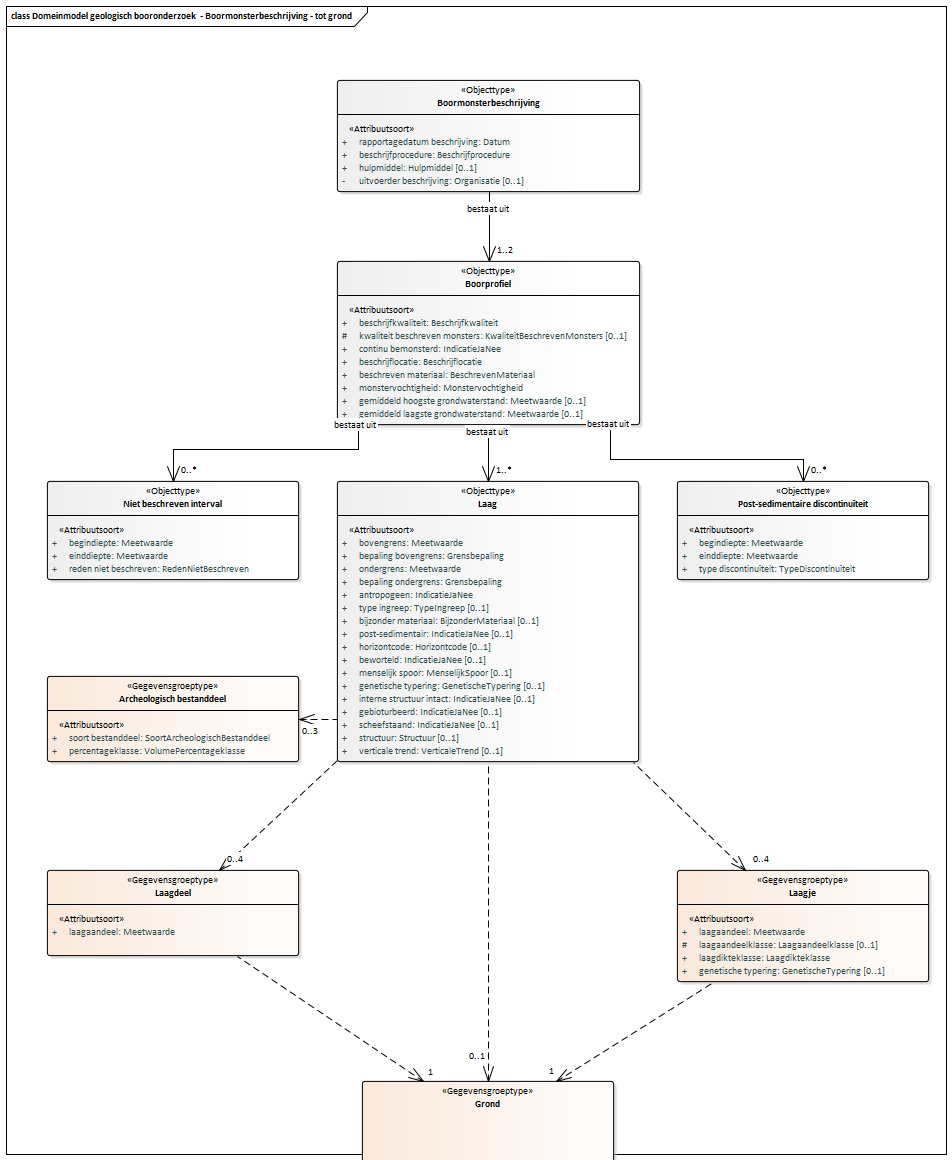 class Domeinmodel geologisch booronderzoek  - Boormonsterbeschrijving - tot grond
«Objecttype»
Boormonsterbeschrijving
«Attribuutsoort»
+ rapportagedatum beschrijving: Datum
+ beschrijfprocedure: Beschrijfprocedure
+ hulpmiddel: Hulpmiddel [0..1]
- uitvoerder beschrijving: Organisatie [0..1]
bestaat uit
1..2
«Objecttype»
Boorprofiel
«Attribuutsoort»
+ beschrijfkwaliteit: Beschrijfkwaliteit
# kwaliteit beschreven monsters: KwaliteitBeschrevenMonsters [0..1]
+ continu bemonsterd: IndicatieJaNee
+ beschrijflocatie: Beschrijflocatie
+ beschreven materiaal: BeschrevenMateriaal
+ monstervochtigheid: Monstervochtigheid
+ gemiddeld hoogste grondwaterstand: Meetwaarde [0..1]
+ gemiddeld laagste grondwaterstand: Meetwaarde [0..1]
bestaat uit
bestaat uit
bestaat uit
0..*
1..*
0..*
«Objecttype»
Niet beschreven interval
«Attribuutsoort»
+ begindiepte: Meetwaarde
+ einddiepte: Meetwaarde
+ reden niet beschreven: RedenNietBeschreven
«Objecttype»
Laag
«Attribuutsoort»
+ bovengrens: Meetwaarde
+ bepaling bovengrens: Grensbepaling
+ ondergrens: Meetwaarde
+ bepaling ondergrens: Grensbepaling
+ antropogeen: IndicatieJaNee
+ type ingreep: TypeIngreep [0..1]
+ bijzonder materiaal: BijzonderMateriaal [0..1]
+ post-sedimentair: IndicatieJaNee [0..1]
+ horizontcode: Horizontcode [0..1]
+ beworteld: IndicatieJaNee [0..1]
+ menselijk spoor: MenselijkSpoor [0..1]
+ genetische typering: GenetischeTypering [0..1]
+ interne structuur intact: IndicatieJaNee [0..1]
+ gebioturbeerd: IndicatieJaNee [0..1]
+ scheefstaand: IndicatieJaNee [0..1]
+ structuur: Structuur [0..1]
+ verticale trend: VerticaleTrend [0..1]
«Objecttype»
Post-sedimentaire discontinuïteit
«Attribuutsoort»
+ begindiepte: Meetwaarde
+ einddiepte: Meetwaarde
+ type discontinuïteit: TypeDiscontinuïteit
«Gegevensgroeptype»
Archeologisch bestanddeel
«Attribuutsoort»
+ soort bestanddeel: SoortArcheologischBestanddeel
+ percentageklasse: VolumePercentageklasse
0..3
0..4
0..4
«Gegevensgroeptype»
Laagdeel
«Attribuutsoort»
+ laagaandeel: Meetwaarde
«Gegevensgroeptype»
Laagje
«Attribuutsoort»
+ laagaandeel: Meetwaarde
# laagaandeelklasse: Laagaandeelklasse [0..1]
+ laagdikteklasse: Laagdikteklasse
+ genetische typering: GenetischeTypering [0..1]
0..1
1
1
«Gegevensgroeptype»
Grond